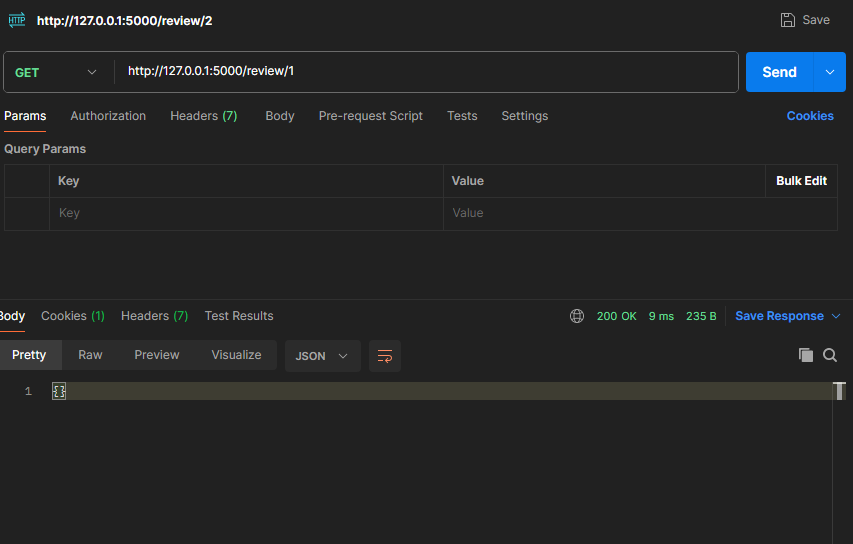 HTTP http://127.0.0.1:5000/review/2 Save
GET http://127.0.0.1:5000/review/1 Send
Params Authorization Headers (7) Body Pre-request Script Tests Settings Cookies
Query Params
Key Value Bulk Edit
Key Value
Body Cookies (1) Headers (7) Test Results 200 OK 9 ms 235 B Save Response
Pretty Raw Preview Visualize JSON
1 {}